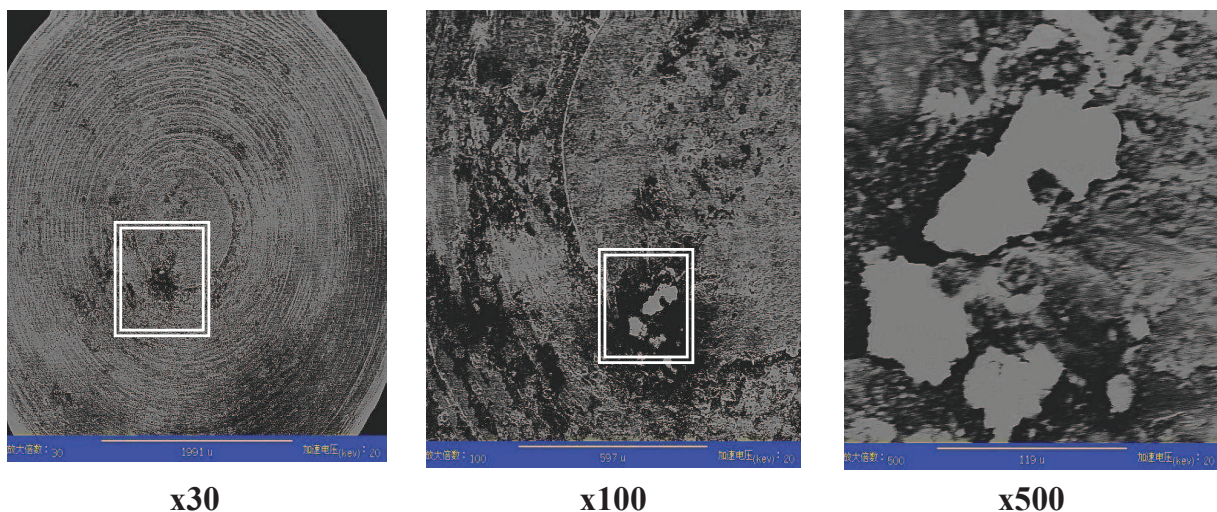 放大倍数：30 1991 u 加速电压(kev)：20
放大倍数：100 597 u 加速电压(kev)：20
放大倍数：500 119 u 加速电压(kev)：20
x30
x100
x500